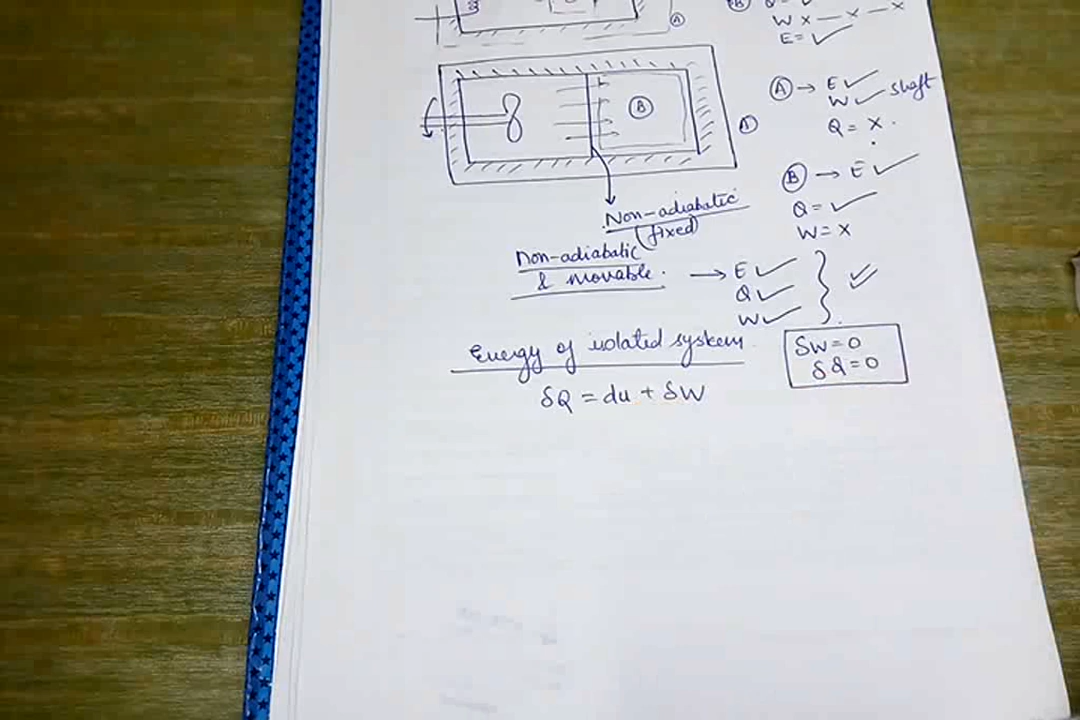 W x — x — x
E = ✓
B
A
A → E ✓
W ✓ shaft
Q = x.
B → E ✓
Q = ✓
W = x
Non-adiabatic
(fixed)
Non-adiabatic
& movable. → E ✓
Q ✓
W ✓
Energy of isolated system
δW = 0
δQ = 0
δQ = du + δW